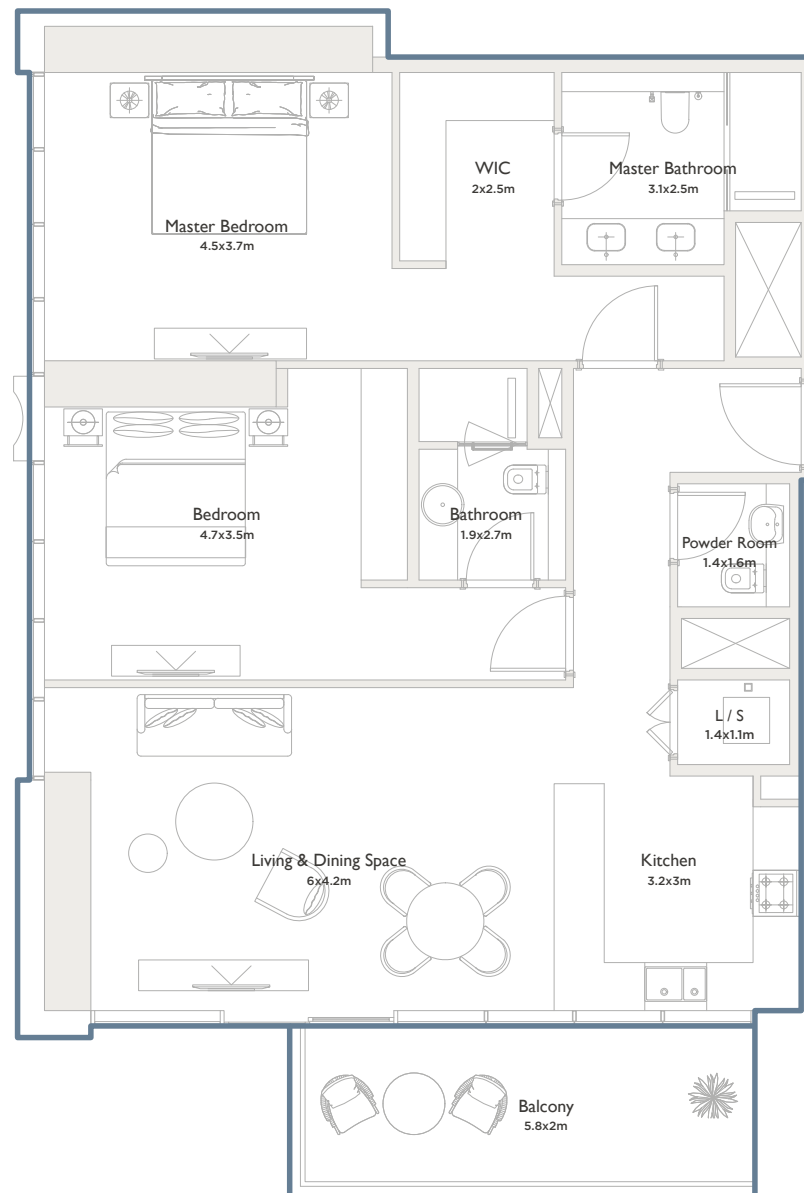 WIC
2x2.5m
Master Bathroom
3.1x2.5m
Master Bedroom
4.5x3.7m
Bedroom
4.7x3.5m
Bathroom
1.9x2.7m
Powder Room
1.4x1.6m
L / S
1.4x1.1m
Living & Dining Space
6x4.2m
Kitchen
3.2x3m
Balcony
5.8x2m